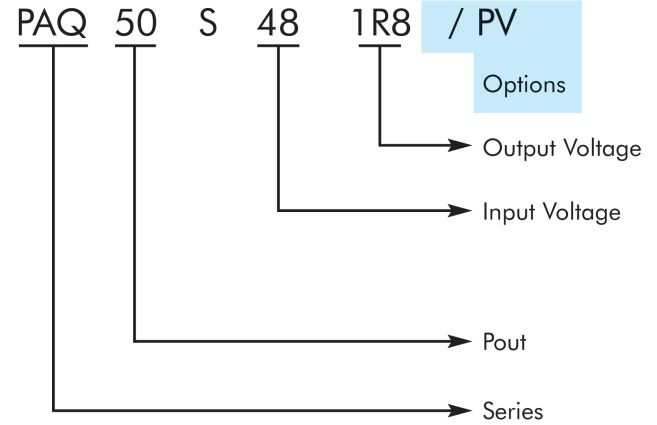 PAQ 50 S 48 1R8 / PV
Options
Output Voltage
Input Voltage
Pout
Series